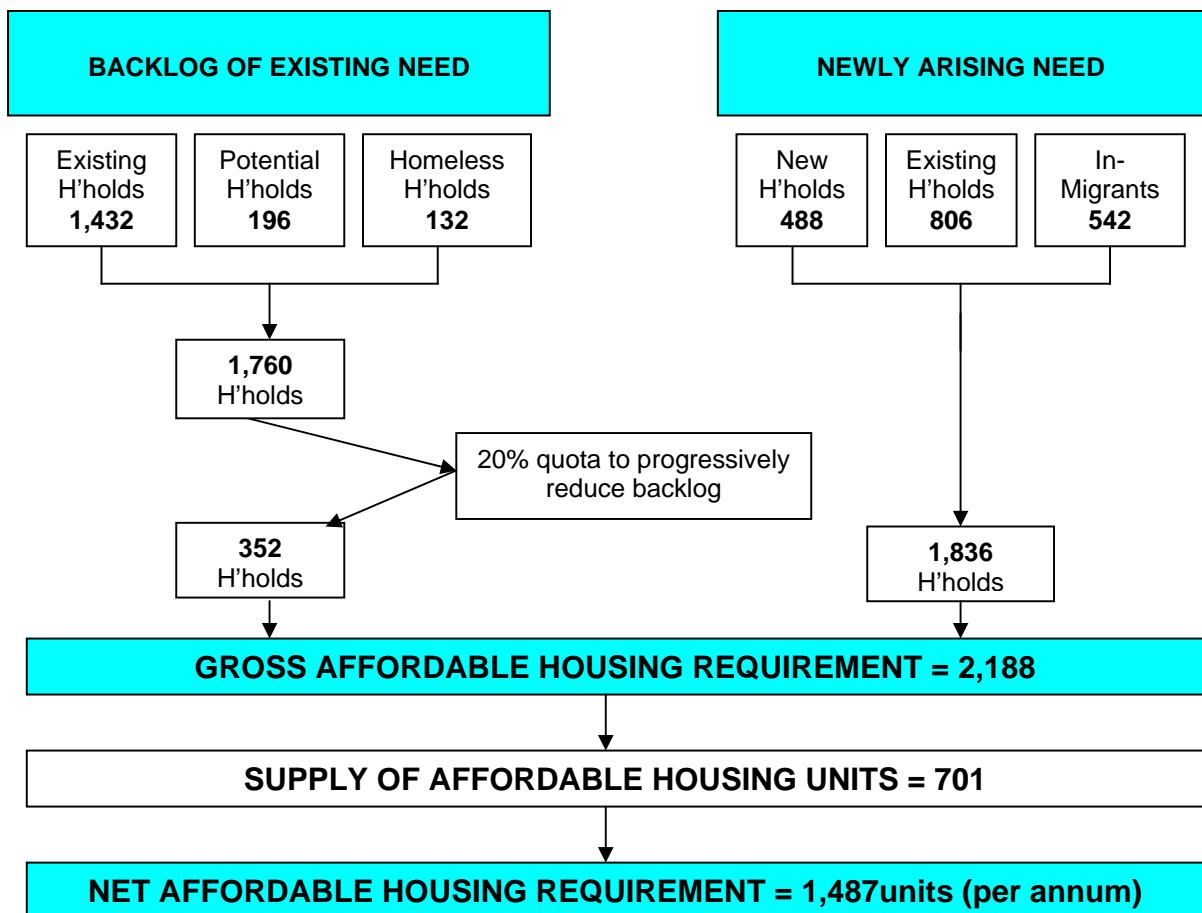 BACKLOG OF EXISTING NEED
NEWLY ARISING NEED
Existing
H'holds
1,432
Potential
H'holds
196
Homeless
H'holds
132
New
H'holds
488
Existing
H'holds
806
In-
Migrants
542
1,760
H'holds
20% quota to progressively
reduce backlog
352
H'holds
1,836
H'holds
GROSS AFFORDABLE HOUSING REQUIREMENT = 2,188
SUPPLY OF AFFORDABLE HOUSING UNITS = 701
NET AFFORDABLE HOUSING REQUIREMENT = 1,487units (per annum)